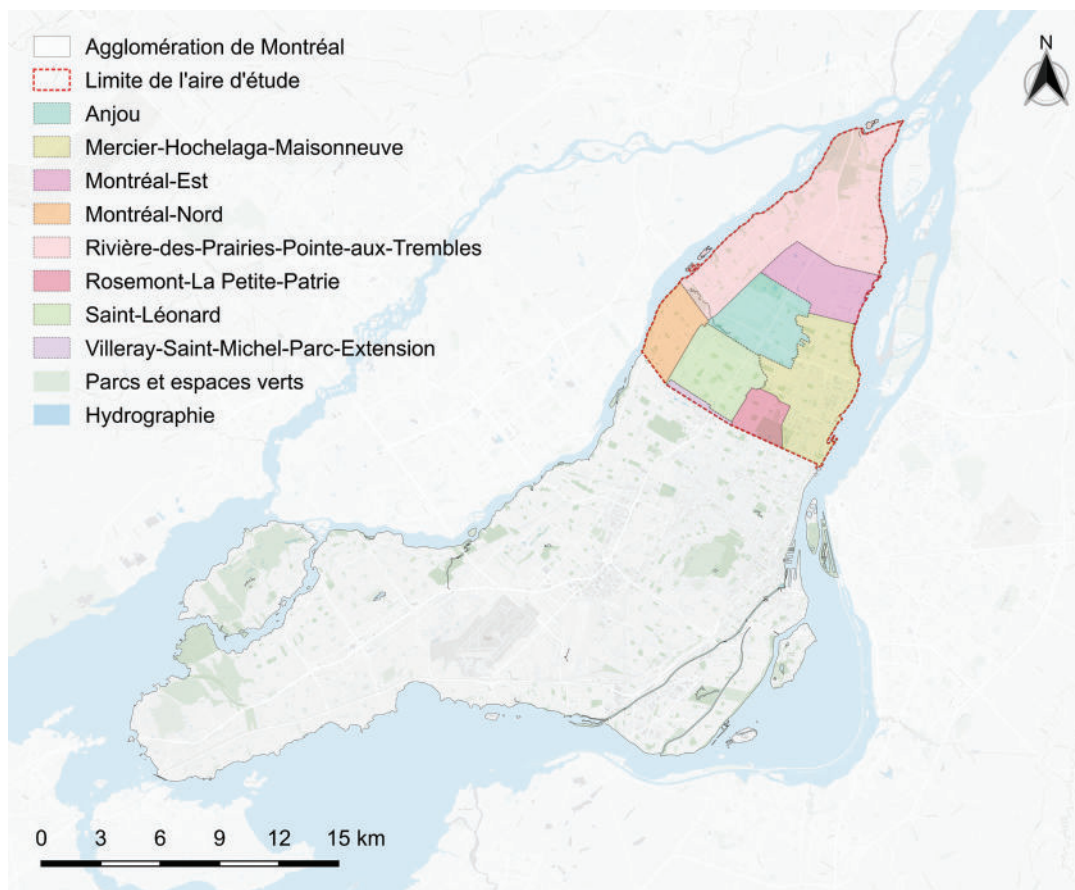 Agglomération de Montréal
Limite de l'aire d'étude
Anjou
Mercier-Hochelaga-Maisonneuve
Montréal-Est
Montréal-Nord
Rivière-des-Prairies-Pointe-aux-Trembles
Rosemont-La Petite-Patrie
Saint-Léonard
Villeray-Saint-Michel-Parc-Extension
Parcs et espaces verts
Hydrographie
N
0 3 6 9 12 15 km